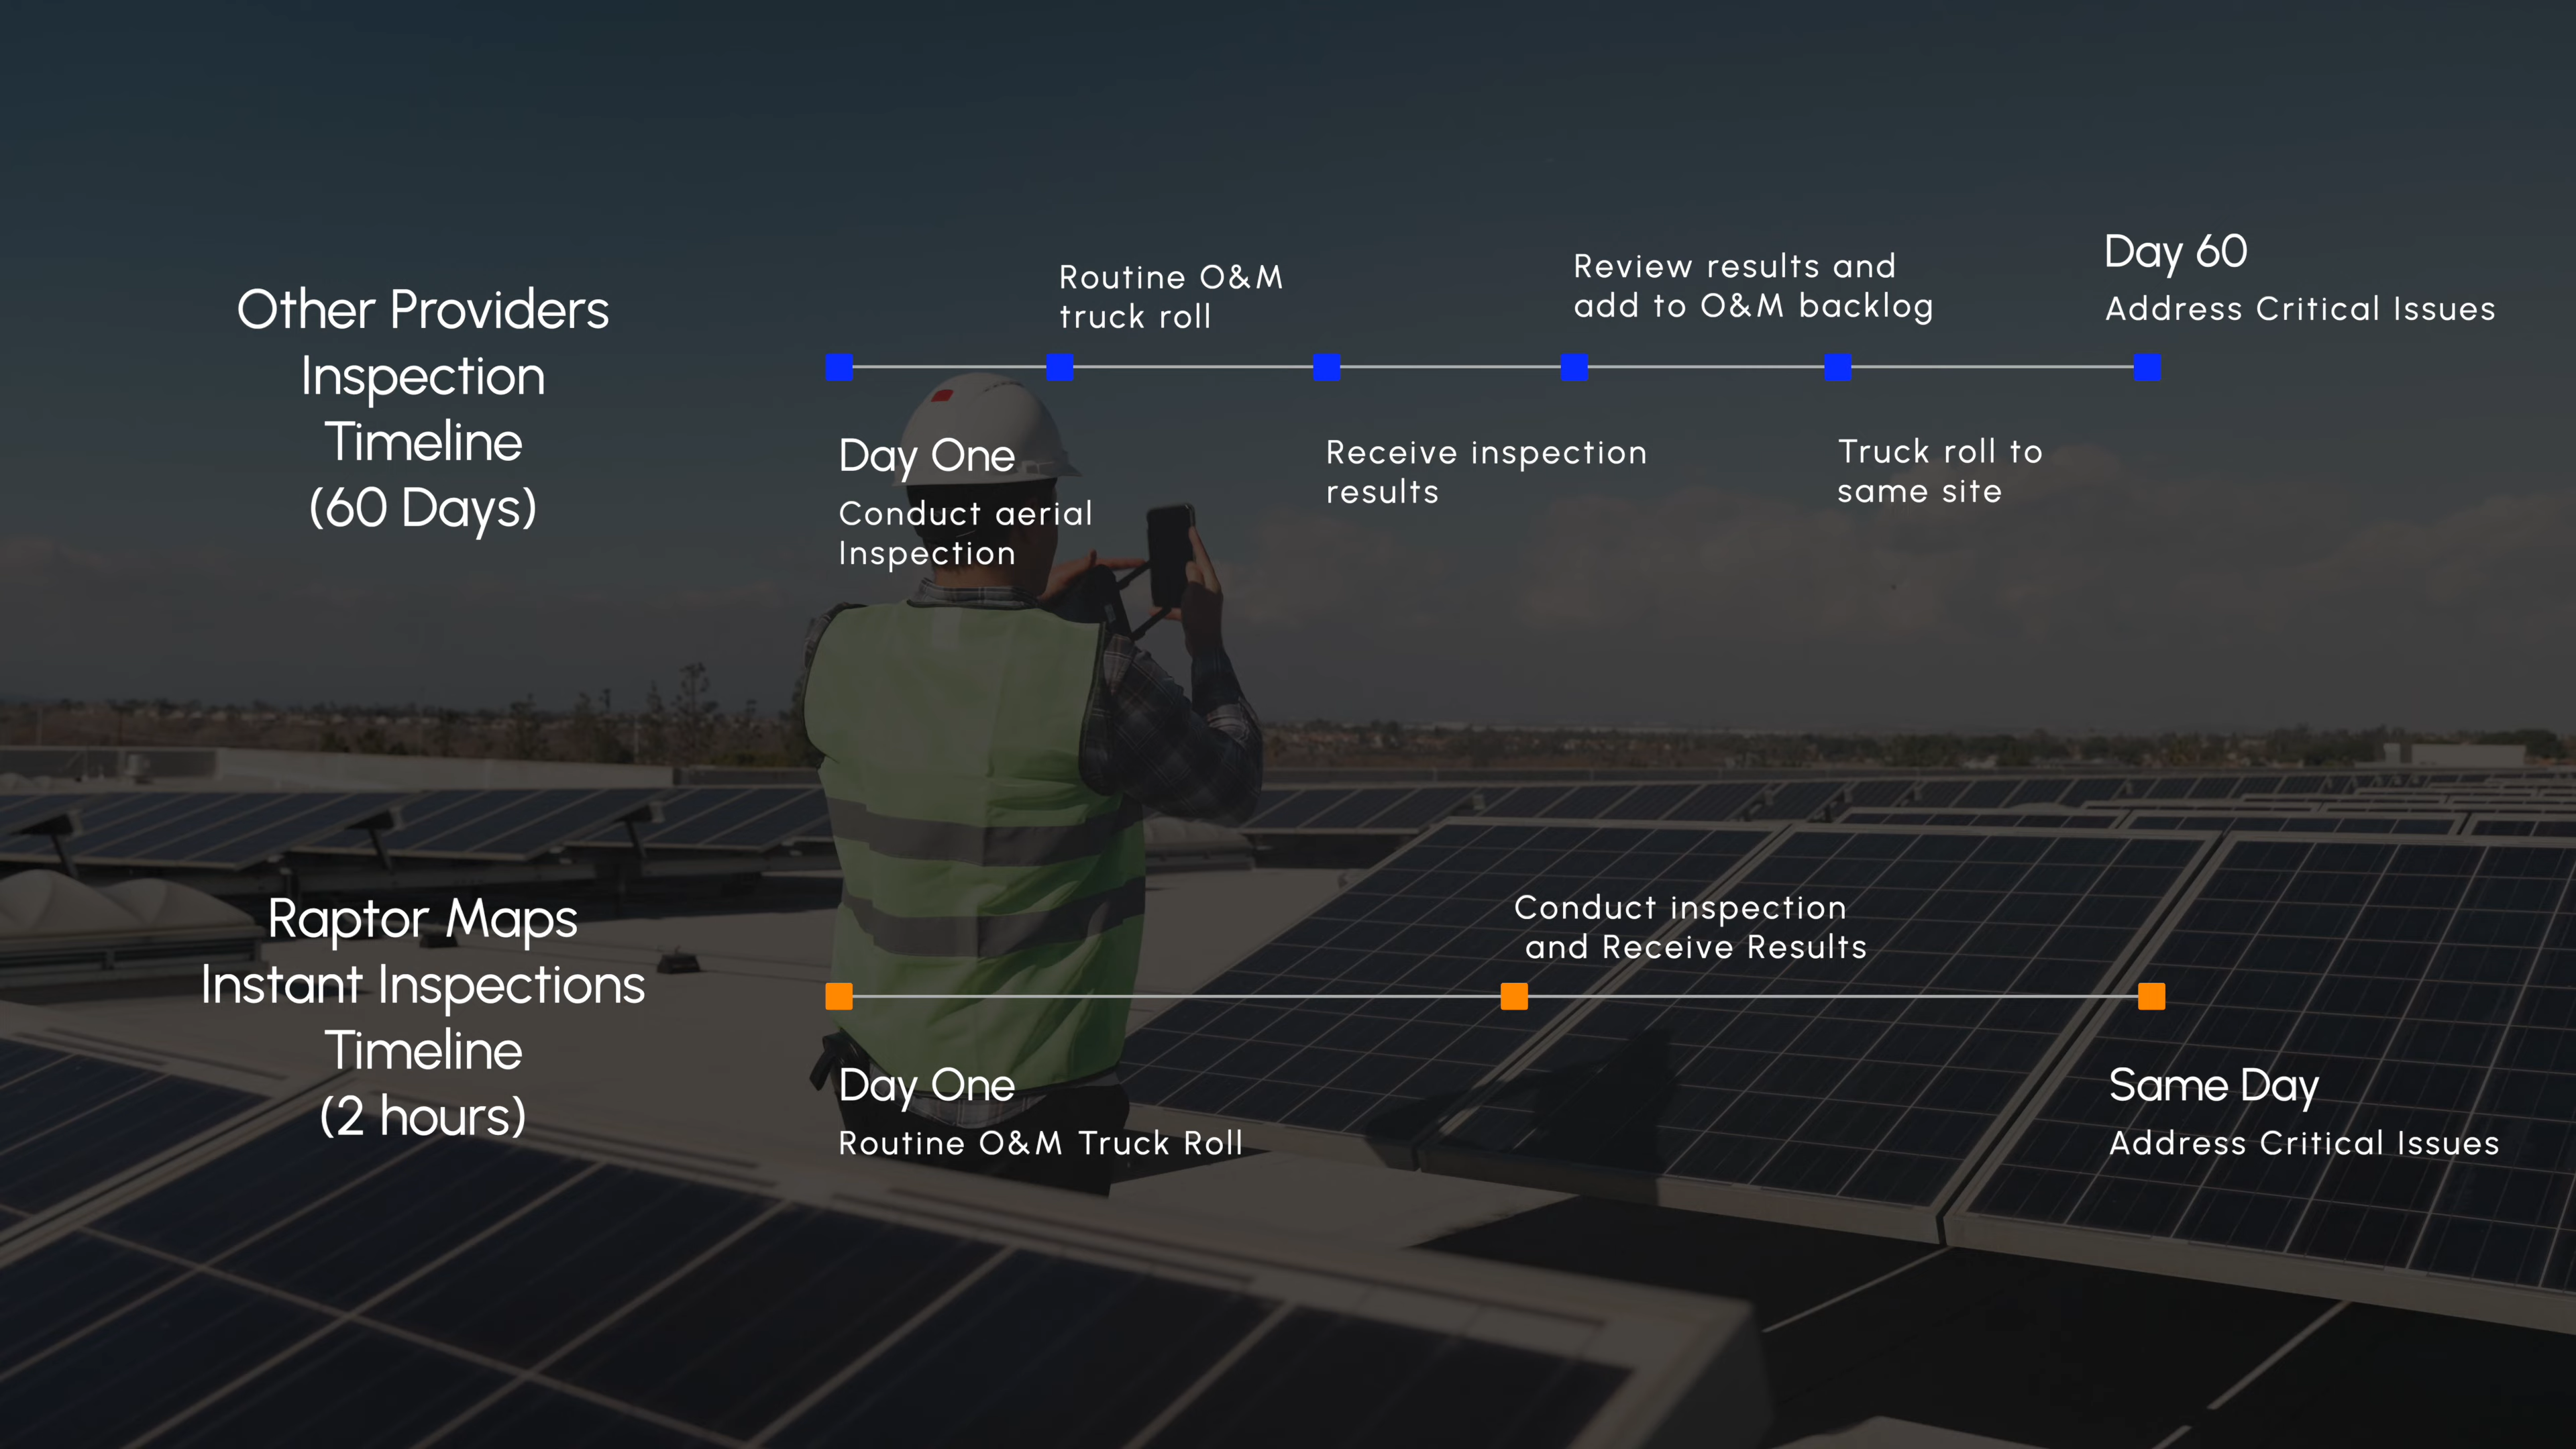 Other Providers
Inspection
Timeline
(60 Days)
Routine O&M
truck roll
Review results and
add to O&M backlog
Day 60
Address Critical Issues
Day One
Conduct aerial
Inspection
Receive inspection
results
Truck roll to
same site
Raptor Maps
Instant Inspections
Timeline
(2 hours)
Conduct inspection
and Receive Results
Day One
Routine O&M Truck Roll
Same Day
Address Critical Issues